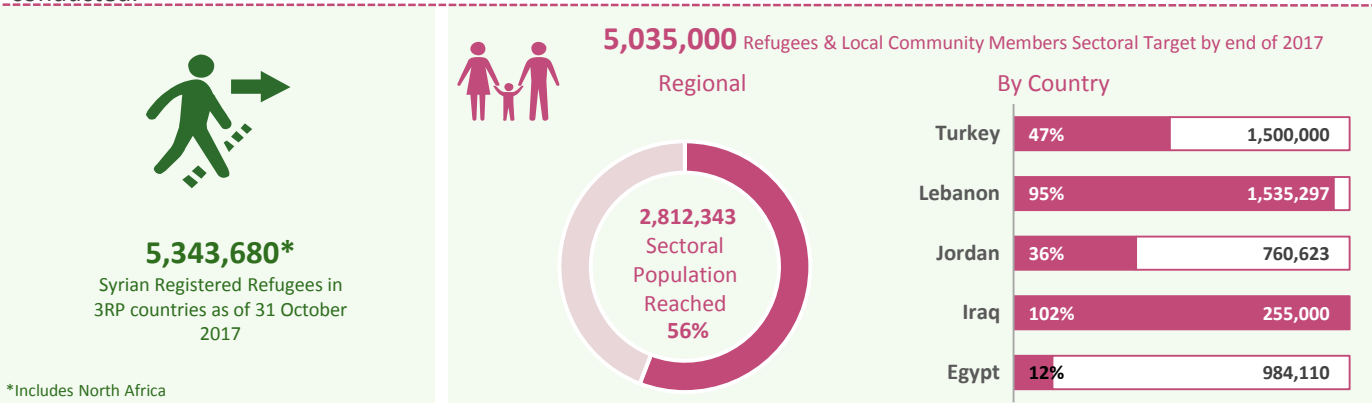 5,343,680*
Syrian Registered Refugees in
3RP countries as of 31 October
2017
*Includes North Africa
5,035,000 Refugees & Local Community Members Sectoral Target by end of 2017
Regional
2,812,343
Sectoral
Population
Reached
56%
By Country
Turkey 47% 1,500,000
Lebanon 95% 1,535,297
Jordan 36% 760,623
Iraq 102% 255,000
Egypt 12% 984,110